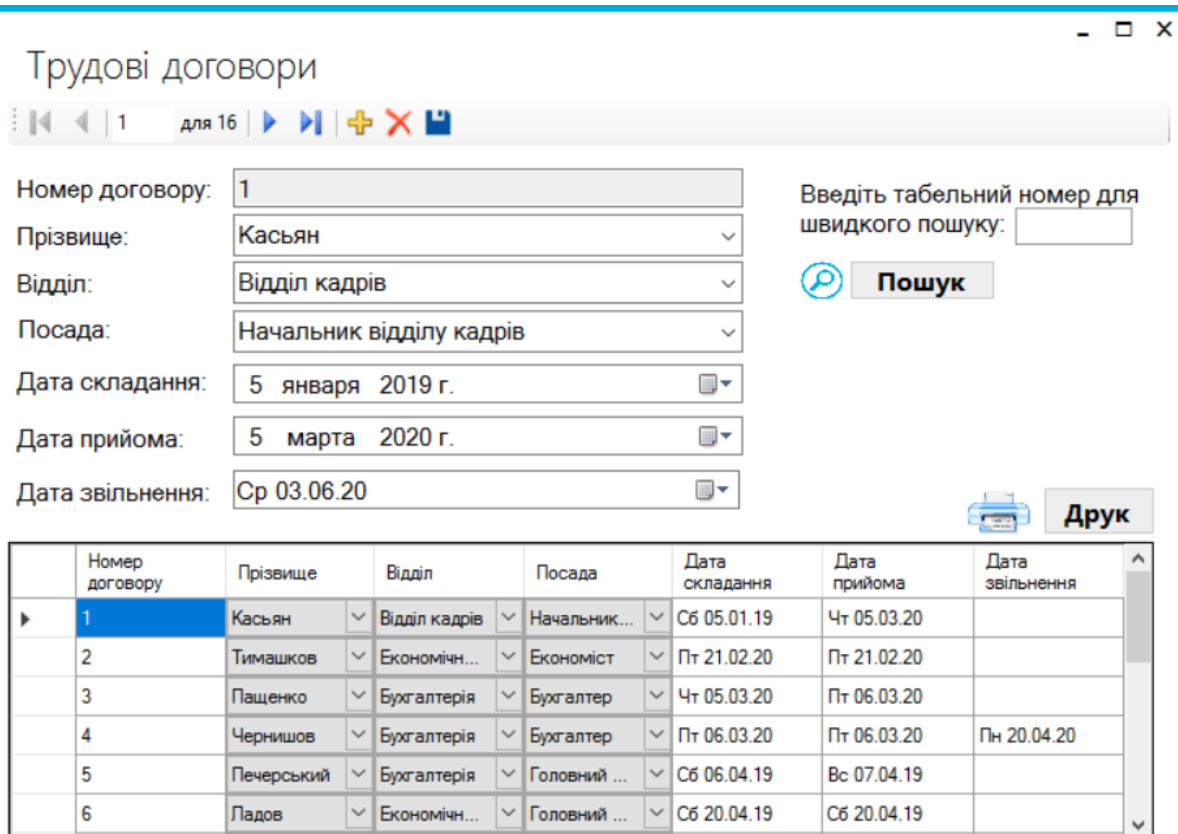 Трудові договори
1 для 16
Номер договору: 1
Введіть табельний номер для
швидкого пошуку:
Прізвище: Касьян
Відділ: Відділ кадрів
Пошук
Посада: Начальник відділу кадрів
Дата складання: 5 января 2019 г.
Дата прийома: 5 марта 2020 г.
Дата звільнення: Ср 03.06.20
Друк
Номер договору Прізвище Відділ Посада Дата складання Дата прийома Дата звільнення
1 Касьян Відділ кадрів Начальник... Сб 05.01.19 Чт 05.03.20
2 Тимашков Економічн... Економіст Пт 21.02.20 Пт 21.02.20
3 Пащенко Бухгалтерія Бухгалтер Чт 05.03.20 Пт 06.03.20
4 Чернишов Бухгалтерія Бухгалтер Пт 06.03.20 Пт 06.03.20 Пн 20.04.20
5 Печерський Бухгалтерія Головний ... Сб 06.04.19 Вс 07.04.19
6 Ладов Економічн... Головний ... Сб 20.04.19 Сб 20.04.19